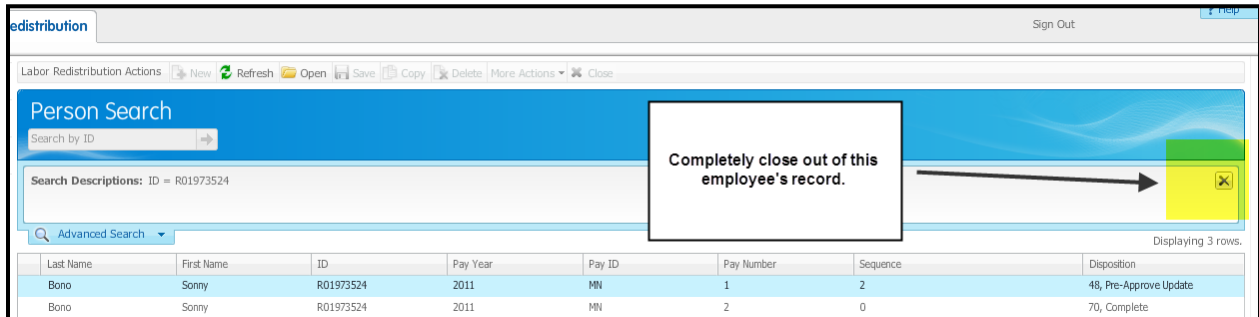 ? Help
edistribution
Sign Out
Labor Redistribution Actions New Refresh Open Save Copy Delete More Actions Close
Person Search
Search by ID
Completely close out of this
employee's record.
Search Descriptions: ID = R01973524
Advanced Search
Displaying 3 rows.
Last Name First Name ID Pay Year Pay ID Pay Number Sequence Disposition
Bono Sonny R01973524 2011 MN 1 2 48, Pre-Approve Update
Bono Sonny R01973524 2011 MN 2 0 70, Complete